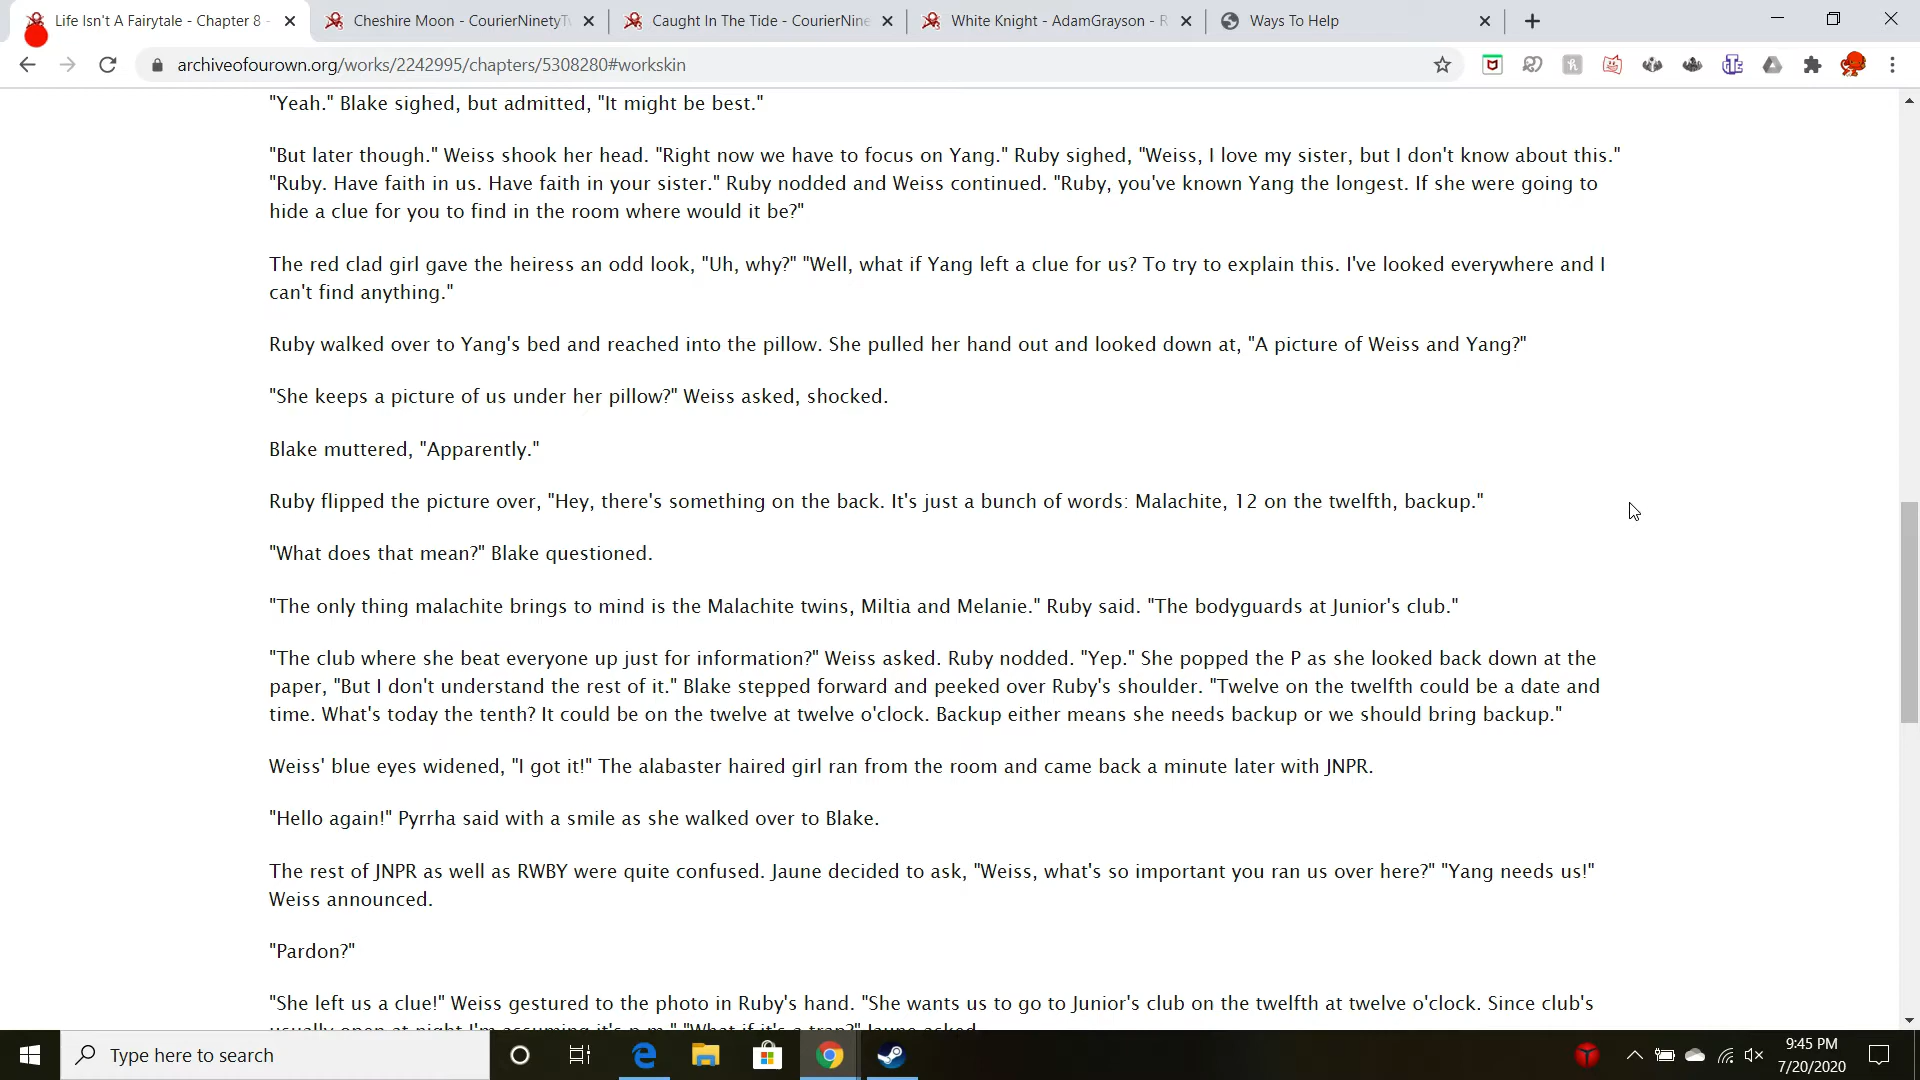 Life Isn't A Fairytale - Chapter 8 -
Cheshire Moon - CourierNinetyTw
Caught In The Tide - CourierNine
White Knight - AdamGrayson - R
Ways To Help
archiveofourown.org/works/2242995/chapters/5308280#workskin
"Yeah." Blake sighed, but admitted, "It might be best."
"But later though." Weiss shook her head. "Right now we have to focus on Yang." Ruby sighed, "Weiss, I love my sister, but I don't know about this."
"Ruby. Have faith in us. Have faith in your sister." Ruby nodded and Weiss continued. "Ruby, you've known Yang the longest. If she were going to
hide a clue for you to find in the room where would it be?"
The red clad girl gave the heiress an odd look, "Uh, why?" "Well, what if Yang left a clue for us? To try to explain this. I've looked everywhere and I
can't find anything."
Ruby walked over to Yang's bed and reached into the pillow. She pulled her hand out and looked down at, "A picture of Weiss and Yang?"
"She keeps a picture of us under her pillow?" Weiss asked, shocked.
Blake muttered, "Apparently."
Ruby flipped the picture over, "Hey, there's something on the back. It's just a bunch of words: Malachite, 12 on the twelfth, backup."
"What does that mean?" Blake questioned.
"The only thing malachite brings to mind is the Malachite twins, Miltia and Melanie." Ruby said. "The bodyguards at Junior's club."
"The club where she beat everyone up just for information?" Weiss asked. Ruby nodded. "Yep." She popped the P as she looked back down at the
paper, "But I don't understand the rest of it." Blake stepped forward and peeked over Ruby's shoulder. "Twelve on the twelfth could be a date and
time. What's today the tenth? It could be on the twelve at twelve o'clock. Backup either means she needs backup or we should bring backup."
Weiss' blue eyes widened, "I got it!" The alabaster haired girl ran from the room and came back a minute later with JNPR.
"Hello again!" Pyrrha said with a smile as she walked over to Blake.
The rest of JNPR as well as RWBY were quite confused. Jaune decided to ask, "Weiss, what's so important you ran us over here?" "Yang needs us!"
Weiss announced.
"Pardon?"
"She left us a clue!" Weiss gestured to the photo in Ruby's hand. "She wants us to go to Junior's club on the twelfth at twelve o'clock. Since club's
usually open at night I'm assuming it's p.m." "What if it's a trap?" Jaune asked.
Type here to search
9:45 PM
7/20/2020